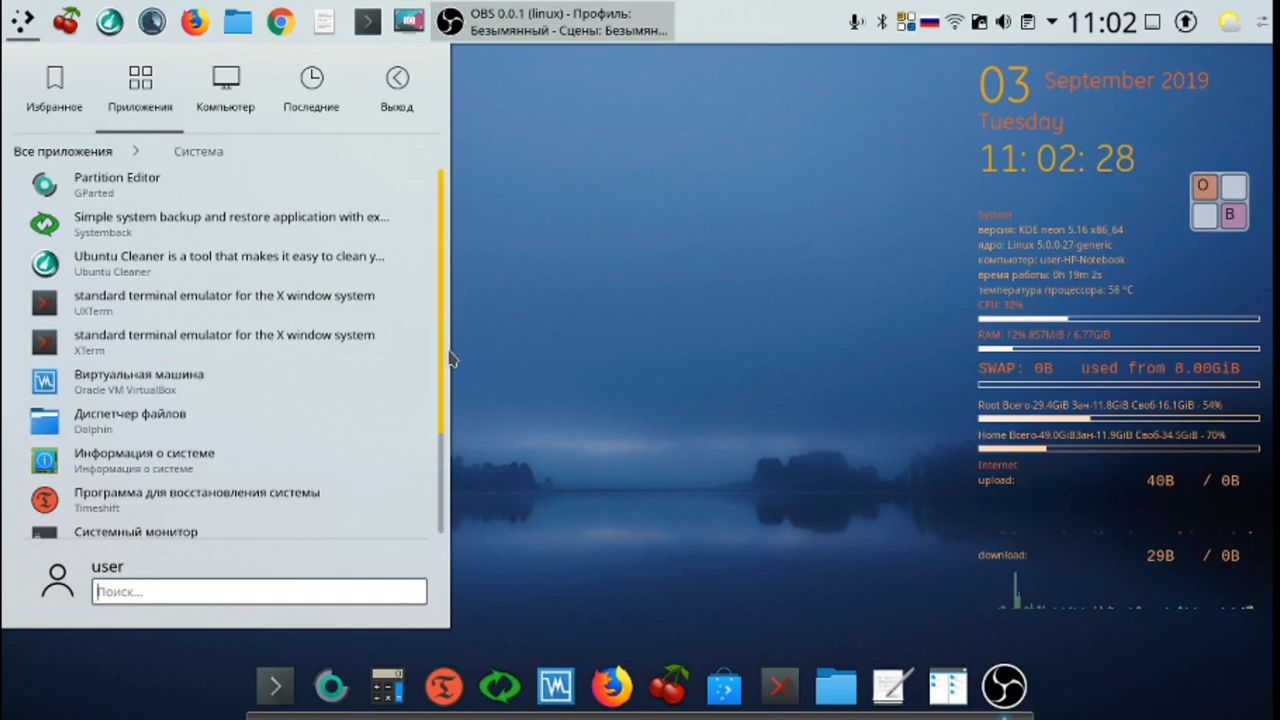 OBS 0.0.1 (linux) - Профиль:
Безымянный - Сцены: Безымян...
11:02
Избранное
Приложения
Компьютер
Последние
Выход
Все приложения > Система
Partition Editor
GParted
Simple system backup and restore application with ex...
Systemback
Ubuntu Cleaner is a tool that makes it easy to clean y...
Ubuntu Cleaner
standard terminal emulator for the X window system
UXTerm
standard terminal emulator for the X window system
XTerm
Виртуальная машина
Oracle VM VirtualBox
Диспетчер файлов
Dolphin
Информация о системе
Информация о системе
Программа для восстановления системы
Timeshift
Системный монитор
user
Поиск...
03 September 2019
Tuesday
11: 02: 28
O
B
System
версия: KDE neon 5.16 x86_64
ядро: Linux 5.0.0-27-generic
компьютер: user-HP-Notebook
время работы: 0h 19m 2s
температура процессора: 58 °C
CPU: 32%
RAM: 12% 857MiB / 6.77GiB
SWAP: 0B used from 8.00GiB
Root Всего-29.4GiB Зан-11.8GiB Своб-16.1GiB - 54%
Home Всего-49.0GiBЗан-11.9GiB Своб-34.5GiB - 70%
Internet
upload: 40B / 0B
download: 29B / 0B